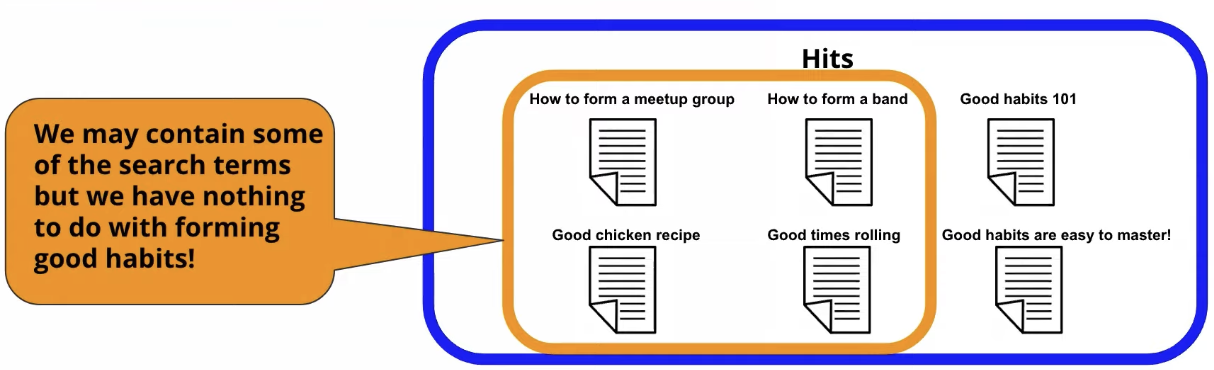 Hits
We may contain some
of the search terms
but we have nothing
to do with forming
good habits!
How to form a meetup group
How to form a band
Good habits 101
Good chicken recipe
Good times rolling
Good habits are easy to master!